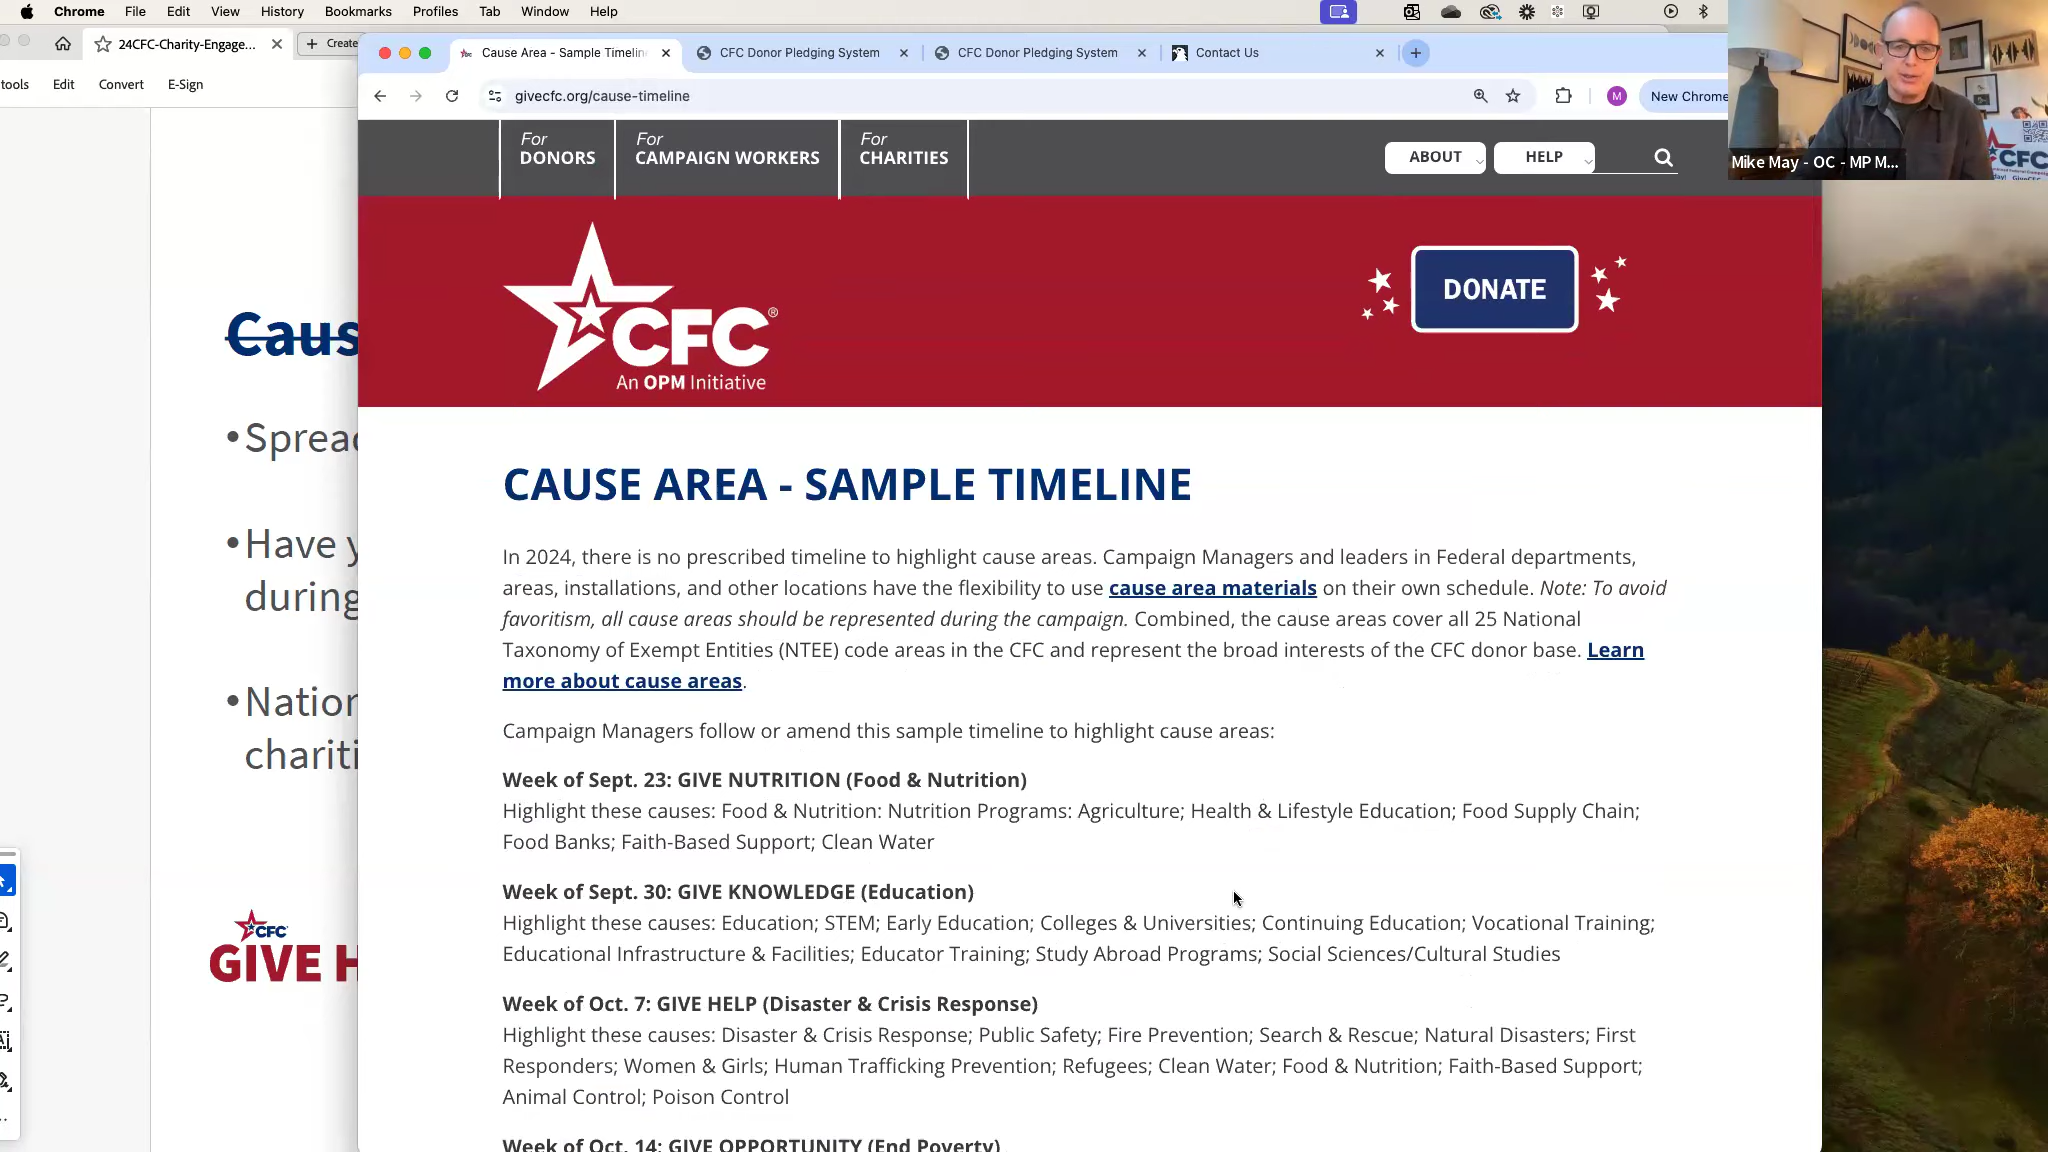 Chrome File Edit View History Bookmarks Profiles Tab Window Help
24CFC-Charity-Engage... Create
Cause Area - Sample Timelin CFC Donor Pledging System CFC Donor Pledging System Contact Us
tools Edit Convert E-Sign
givecfc.org/cause-timeline M New Chrome
For DONORS
For CAMPAIGN WORKERS
For CHARITIES
ABOUT HELP
Mike May - OC - MP M...
CFC
CFC®
An OPM Initiative
DONATE
Caus
•Spread
•Have y
during
•Nation
chariti
CFC
GIVE H
CAUSE AREA - SAMPLE TIMELINE
In 2024, there is no prescribed timeline to highlight cause areas. Campaign Managers and leaders in Federal departments,
areas, installations, and other locations have the flexibility to use cause area materials on their own schedule. Note: To avoid
favoritism, all cause areas should be represented during the campaign. Combined, the cause areas cover all 25 National
Taxonomy of Exempt Entities (NTEE) code areas in the CFC and represent the broad interests of the CFC donor base. Learn
more about cause areas.
Campaign Managers follow or amend this sample timeline to highlight cause areas:
Week of Sept. 23: GIVE NUTRITION (Food & Nutrition)
Highlight these causes: Food & Nutrition: Nutrition Programs: Agriculture; Health & Lifestyle Education; Food Supply Chain;
Food Banks; Faith-Based Support; Clean Water
Week of Sept. 30: GIVE KNOWLEDGE (Education)
Highlight these causes: Education; STEM; Early Education; Colleges & Universities; Continuing Education; Vocational Training;
Educational Infrastructure & Facilities; Educator Training; Study Abroad Programs; Social Sciences/Cultural Studies
Week of Oct. 7: GIVE HELP (Disaster & Crisis Response)
Highlight these causes: Disaster & Crisis Response; Public Safety; Fire Prevention; Search & Rescue; Natural Disasters; First
Responders; Women & Girls; Human Trafficking Prevention; Refugees; Clean Water; Food & Nutrition; Faith-Based Support;
Animal Control; Poison Control
Week of Oct. 14: GIVE OPPORTUNITY (End Poverty)